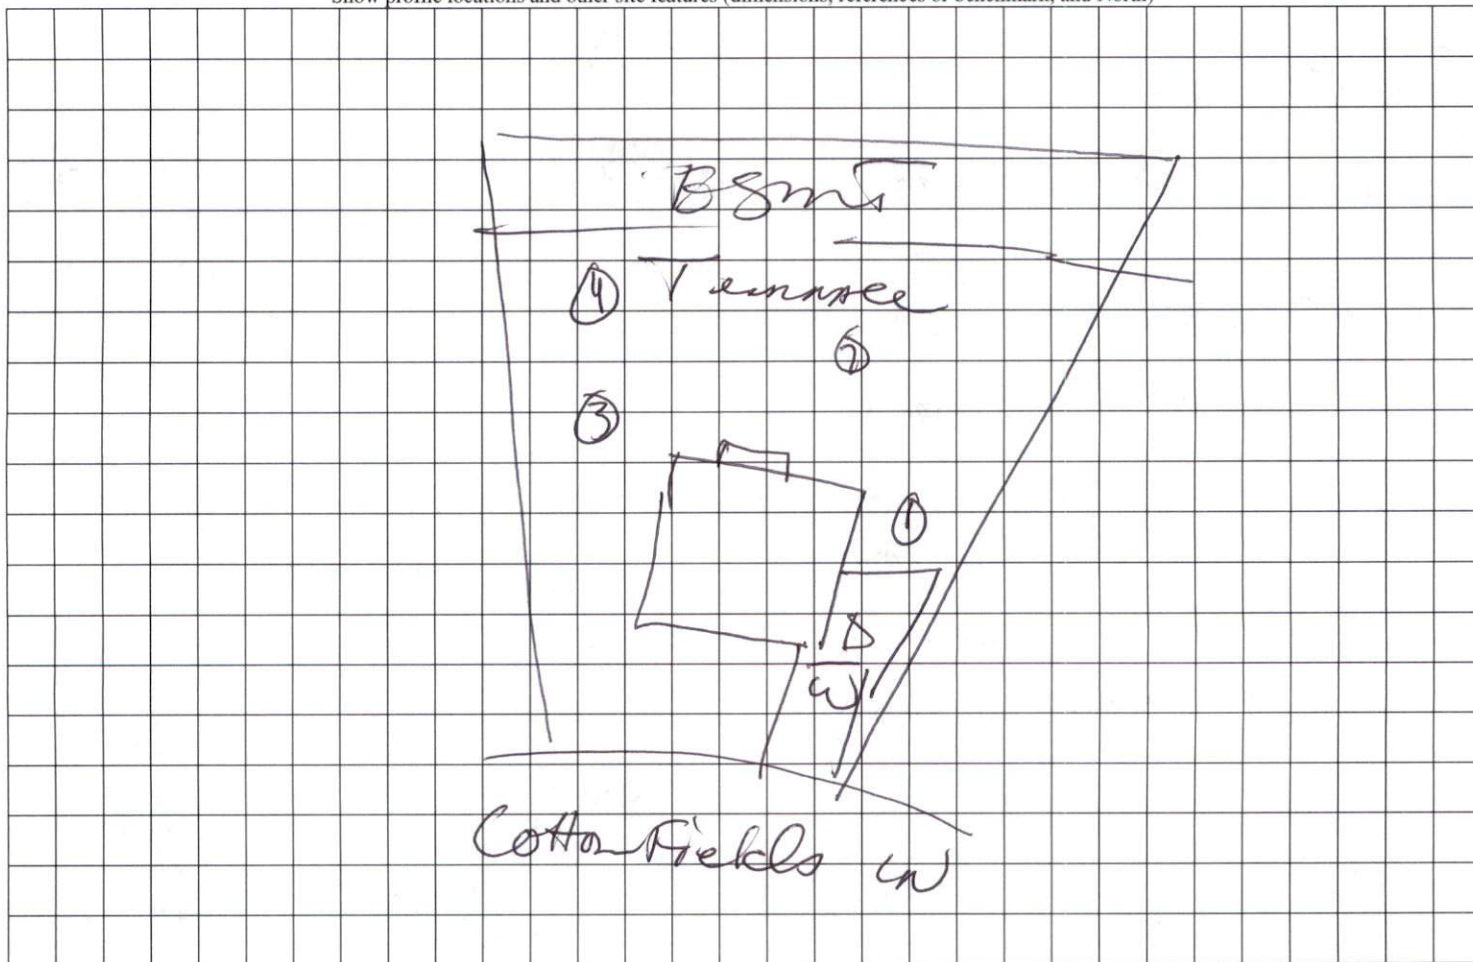 Show profile locations and other site features (dimensions, references or benchmark, and North)
BSmT
4
Terrace
2
3
1
D
W
Cotton Fields LN